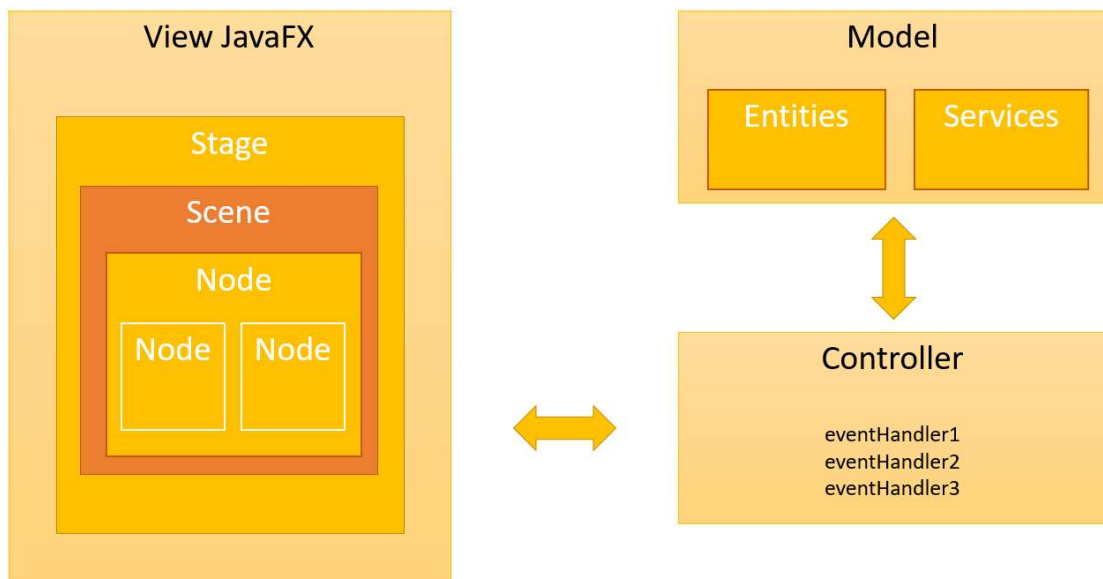 View JavaFX
Stage
Scene
Node
Node
Node
Model
Entities
Services
Controller
eventHandler1
eventHandler2
eventHandler3